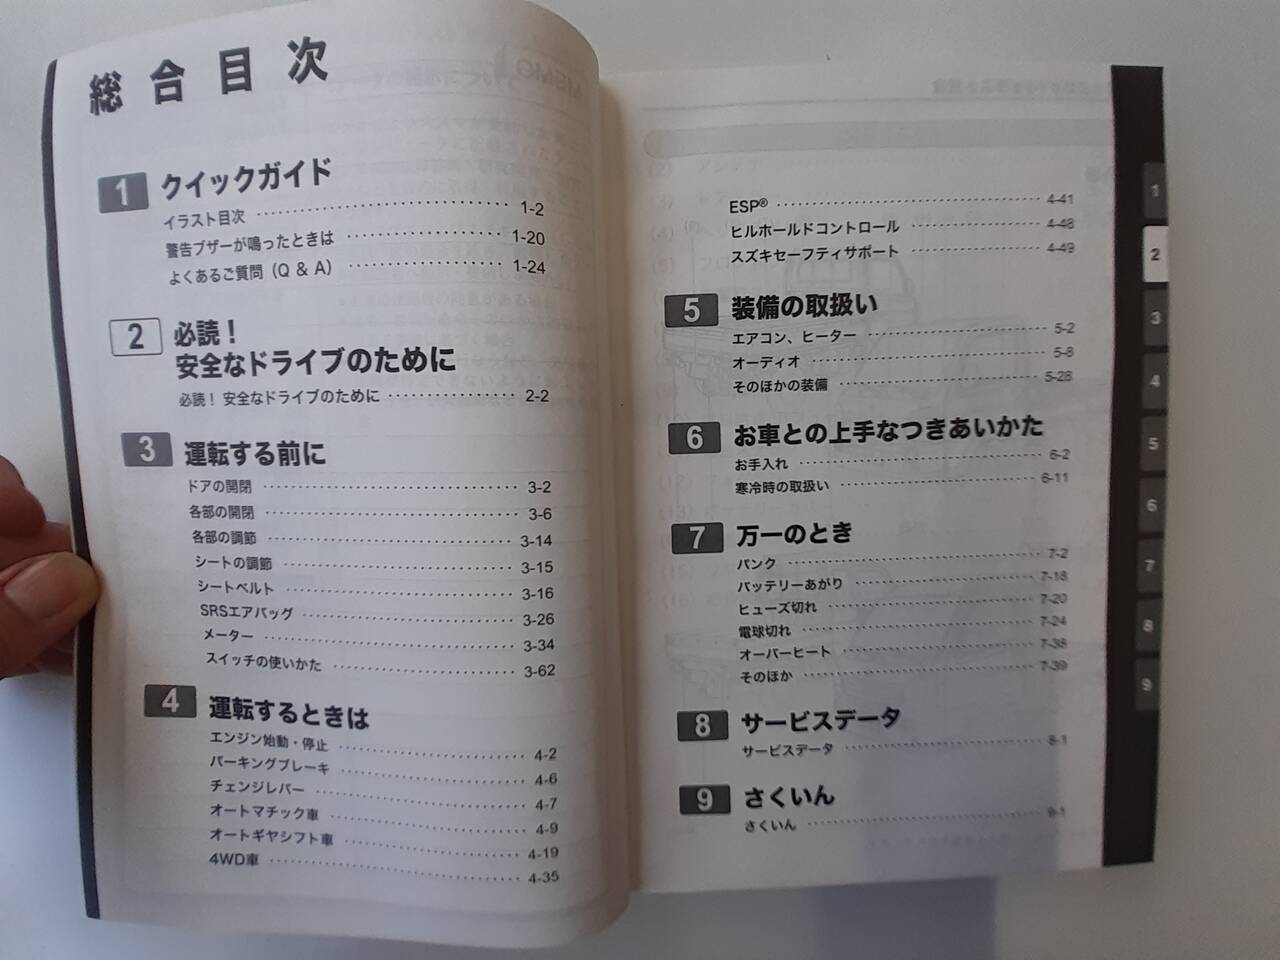 総合目次
1 クイックガイド
イラスト目次 1-2
警告ブザーが鳴ったときは 1-20
よくあるご質問（Q & A） 1-24
2 必読！
安全なドライブのために
必読！ 安全なドライブのために 2-2
3 運転する前に
ドアの開閉 3-2
各部の開閉 3-6
各部の調節 3-14
シートの調節 3-15
シートベルト 3-16
SRSエアバッグ 3-26
メーター 3-34
スイッチの使いかた 3-62
4 運転するときは
エンジン始動・停止 4-2
パーキングブレーキ 4-6
チェンジレバー 4-7
オートマチック車 4-9
オートギヤシフト車 4-19
4WD車 4-35
ESP® 4-41
ヒルホールドコントロール 4-48
スズキセーフティサポート 4-49
5 装備の取扱い
エアコン、ヒーター 5-2
オーディオ 5-8
そのほかの装備 5-28
6 お車との上手なつきあいかた
お手入れ 6-2
寒冷時の取扱い 6-11
7 万一のとき
パンク 7-2
バッテリーあがり 7-18
ヒューズ切れ 7-20
電球切れ 7-24
オーバーヒート 7-38
そのほか 7-39
8 サービスデータ
サービスデータ 8-1
9 さくいん
さくいん 9-1
1
2
3
4
5
6
7
8
9